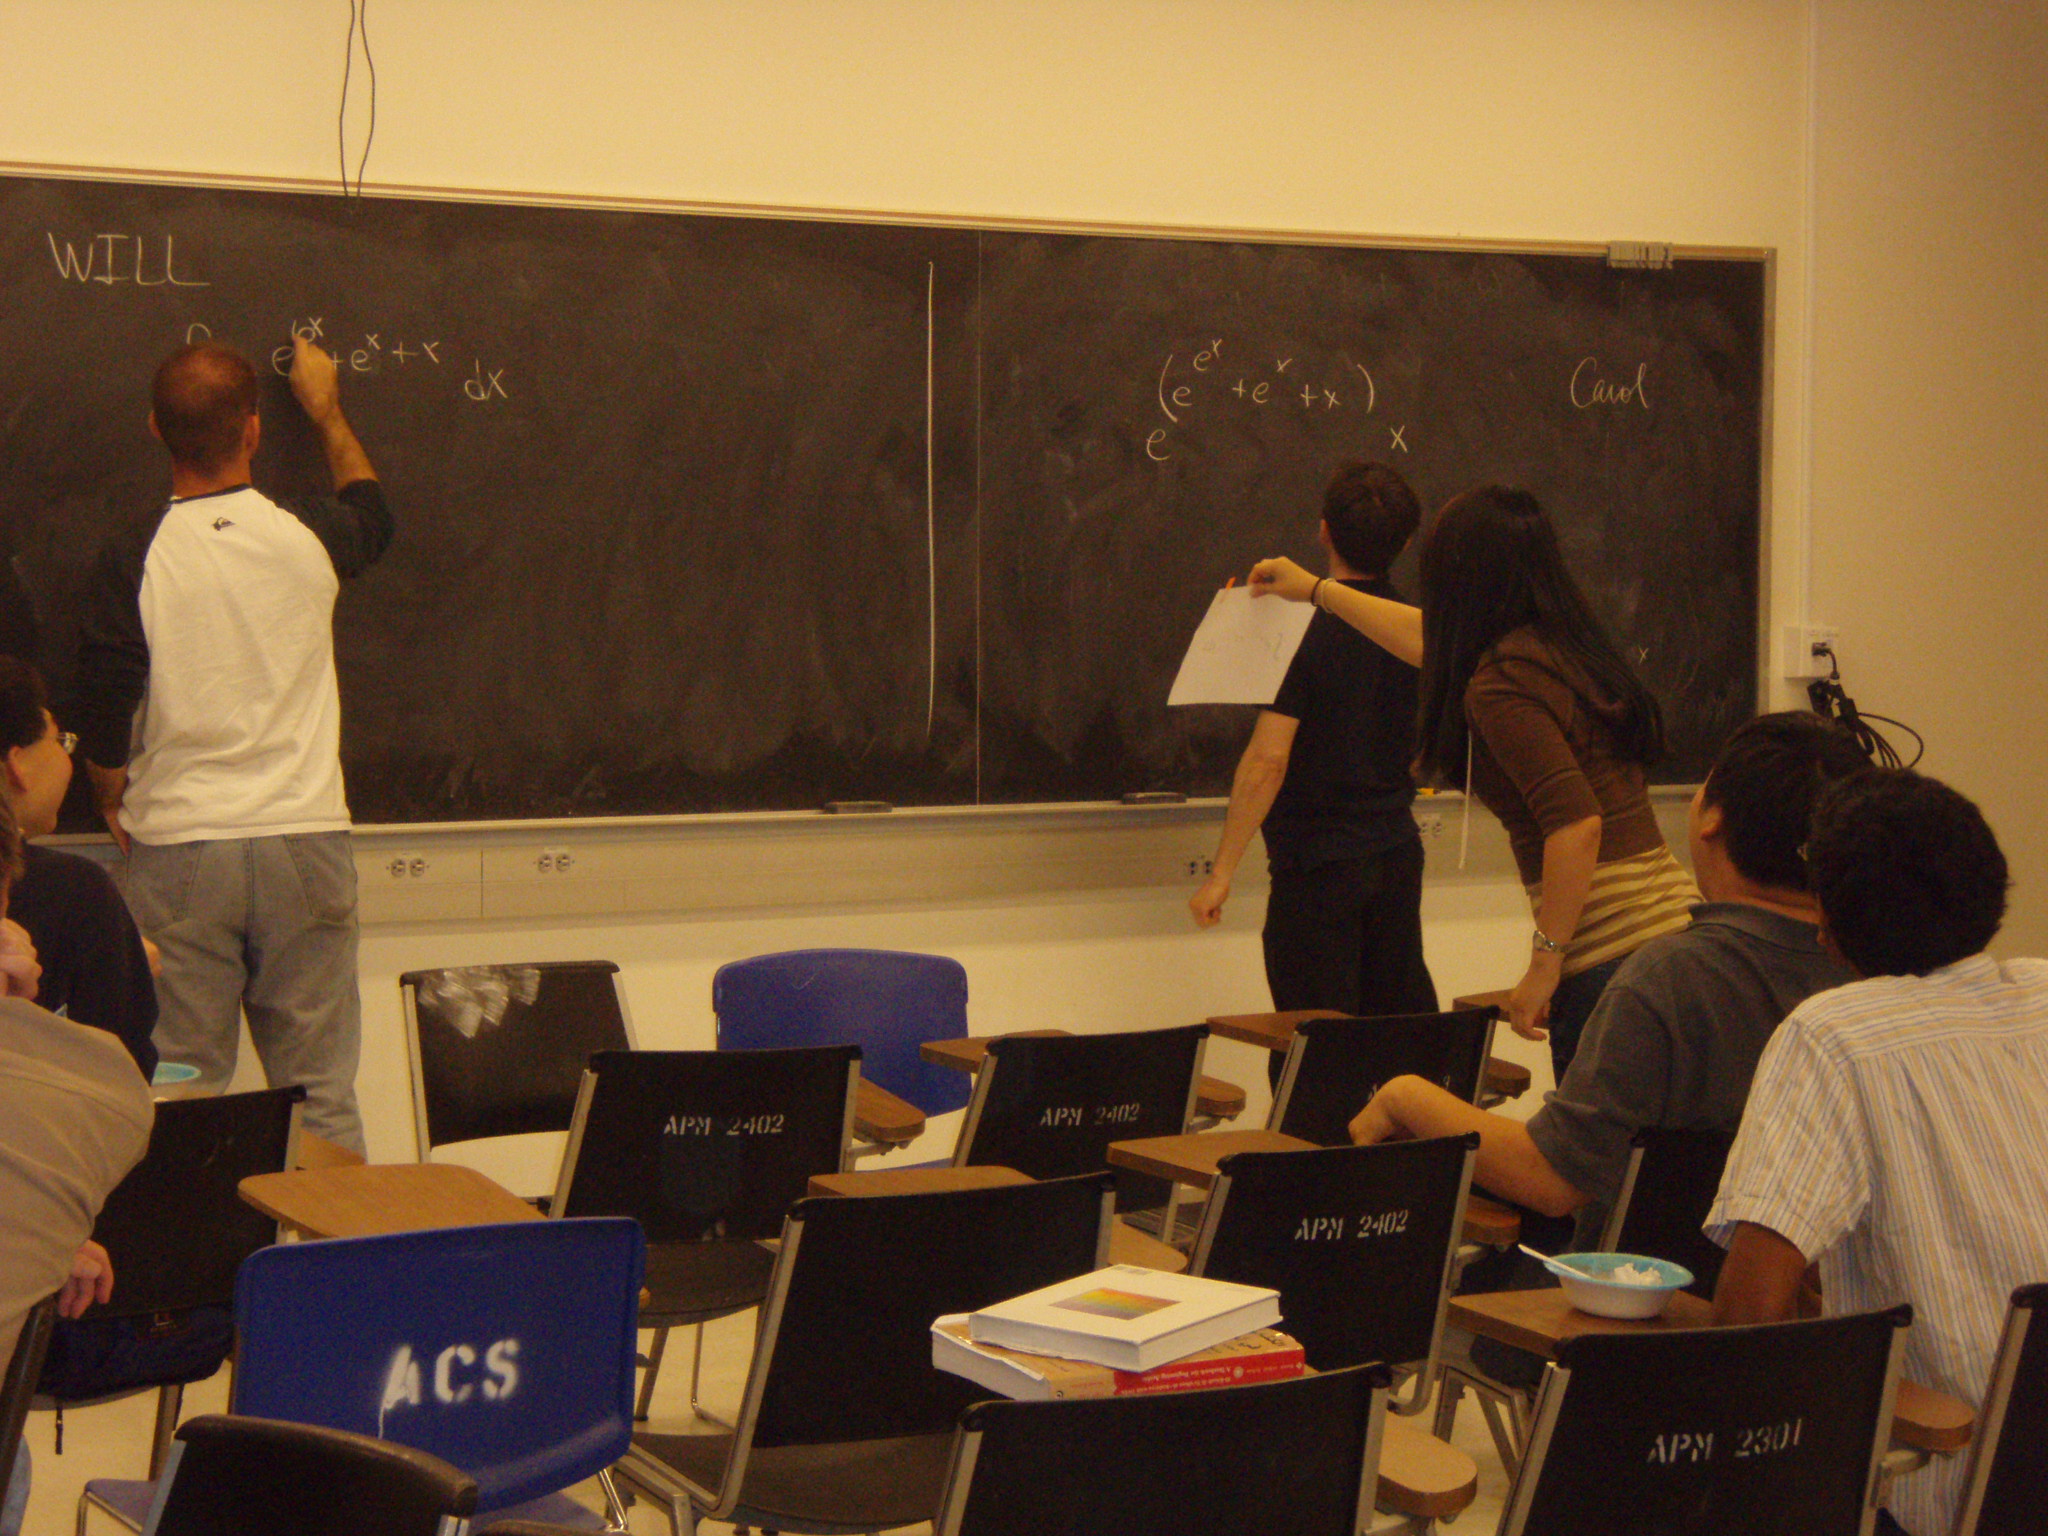 WILL
e^(e^x) + e^x + x dx
e^(e^(e^x) + e^x + x) x
Carol
x
APM 2402
APM 2402
APM 2402
ACS
APM 2301